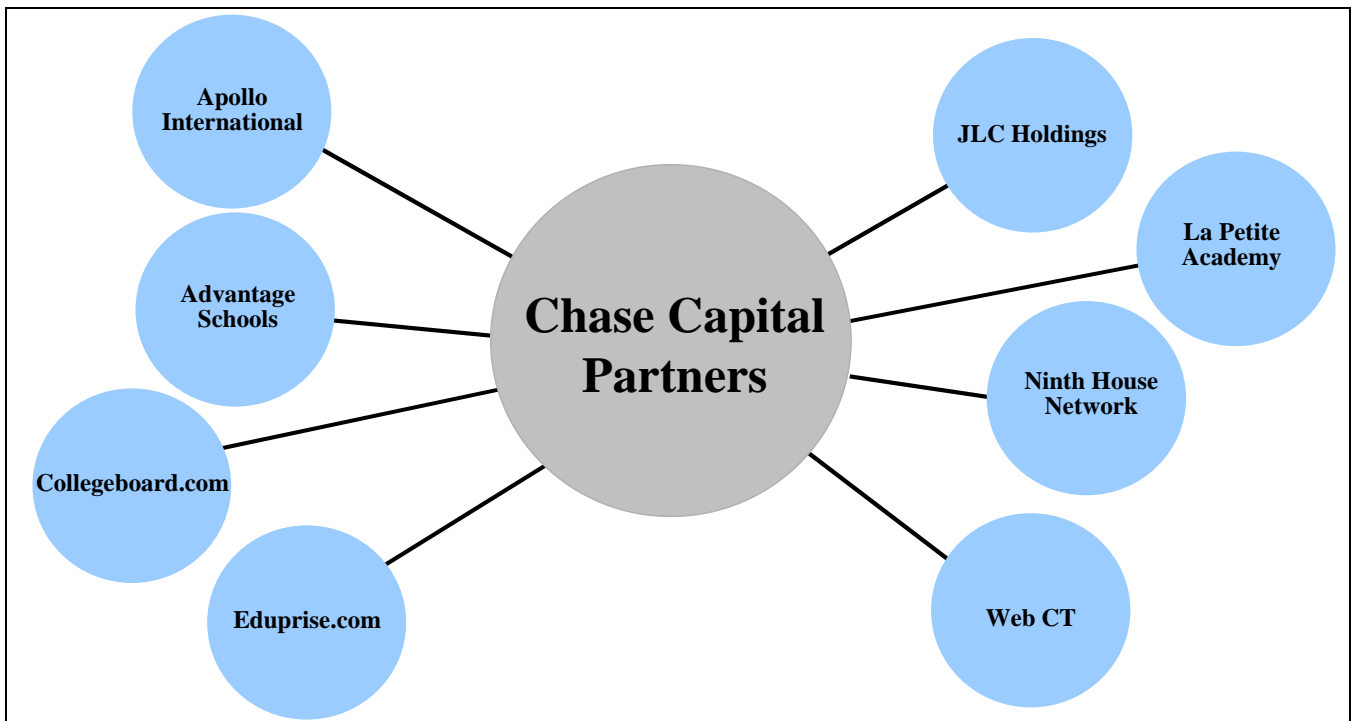 Apollo
International
Advantage
Schools
Collegeboard.com
Eduprise.com
Chase Capital
Partners
JLC Holdings
La Petite
Academy
Ninth House
Network
Web CT